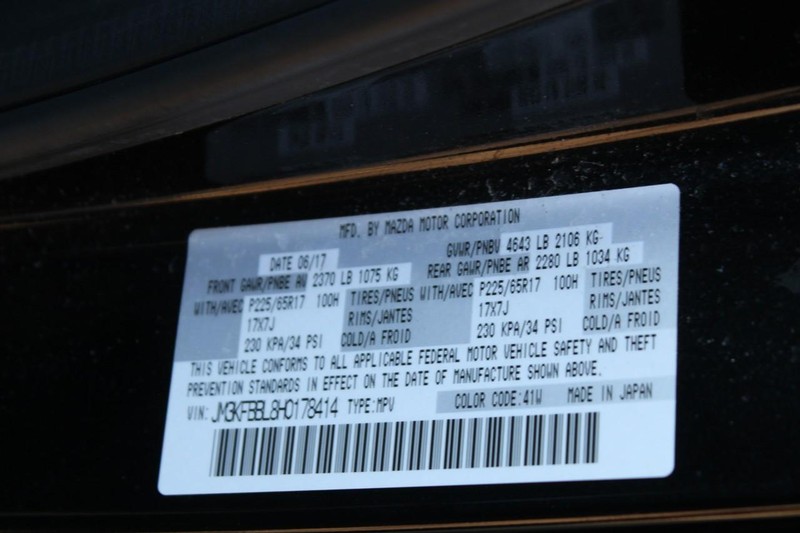 MFD. BY MAZDA MOTOR CORPORATION
DATE 06/17 GVWR/PNBV 4643 LB 2106 KG
FRONT GAWR/PNBE AV 2370 LB 1075 KG REAR GAWR/PNBE AR 2280 LB 1034 KG
WITH/AVEC P225/65R17 100H TIRES/PNEUS WITH/AVEC P225/65R17 100H TIRES/PNEUS
17X7J RIMS/JANTES 17X7J RIMS/JANTES
230 KPA/34 PSI COLD/A FROID 230 KPA/34 PSI COLD/A FROID
THIS VEHICLE CONFORMS TO ALL APPLICABLE FEDERAL MOTOR VEHICLE SAFETY AND THEFT
PREVENTION STANDARDS IN EFFECT ON THE DATE OF MANUFACTURE SHOWN ABOVE.
VIN: JM3KFBBL8H0178414 TYPE:MPV COLOR CODE:41W MADE IN JAPAN